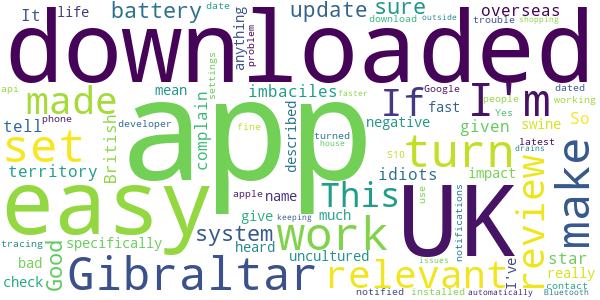 It life battery update sure overseas date trouble outside shopping
download problem
downloaded
anything
api made mean imbaciles If I'm Google people
phone tell developer complain fast Yes working dated
settings faster negative given swine So
set British app described turn review make
territory fine turned S10 idiots impact latest
house drains
easy apple name This UK star
specifically give much use really
Good system work notifications I've
tracing bad heard uncultured relevant issues contact
check Gibraltar keeping notified installed automatically Bluetooth